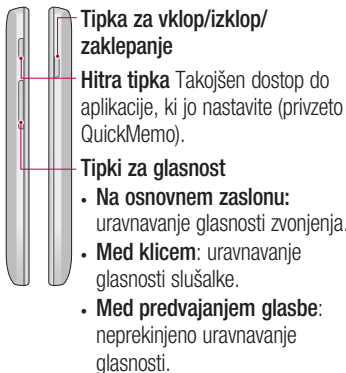 Tipka za vklop/izklop/
zaklepanje
Hitra tipka Takojšen dostop do
aplikacije, ki jo nastavite (privzeto
QuickMemo).
Tipki za glasnost
• Na osnovnem zaslonu:
uravnavanje glasnosti zvonjenja.
• Med klicem: uravnavanje
glasnosti slušalke.
• Med predvajanjem glasbe:
neprekinjeno uravnavanje
glasnosti.